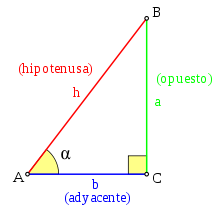 B
(hipotenusa)
h
(opuesto)
a
α
A
b
C
(adyacente)